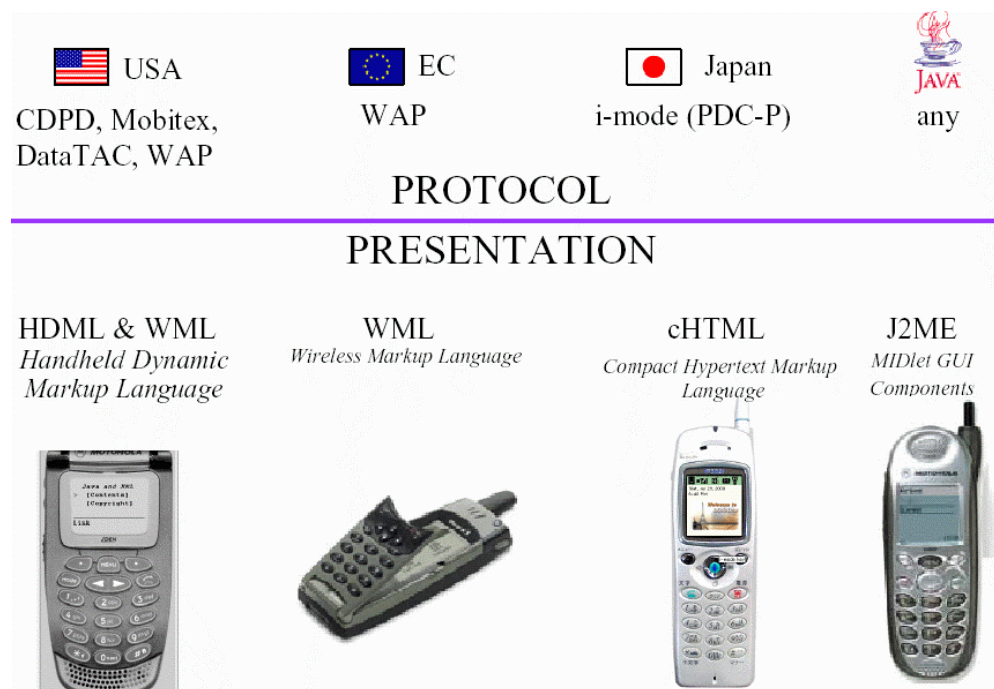 USA
EC
Japan
JAVA
CDPD, Mobitex,
DataTAC, WAP
WAP
i-mode (PDC-P)
any
PROTOCOL
PRESENTATION
HDML & WML
Handheld Dynamic
Markup Language
WML
Wireless Markup Language
cHTML
Compact Hypertext Markup
Language
J2ME
MIDlet GUI
Components
MOTOROLA
Java and XML
> [Contents]
[Copyright]
Link
MENU
MOTOROLA